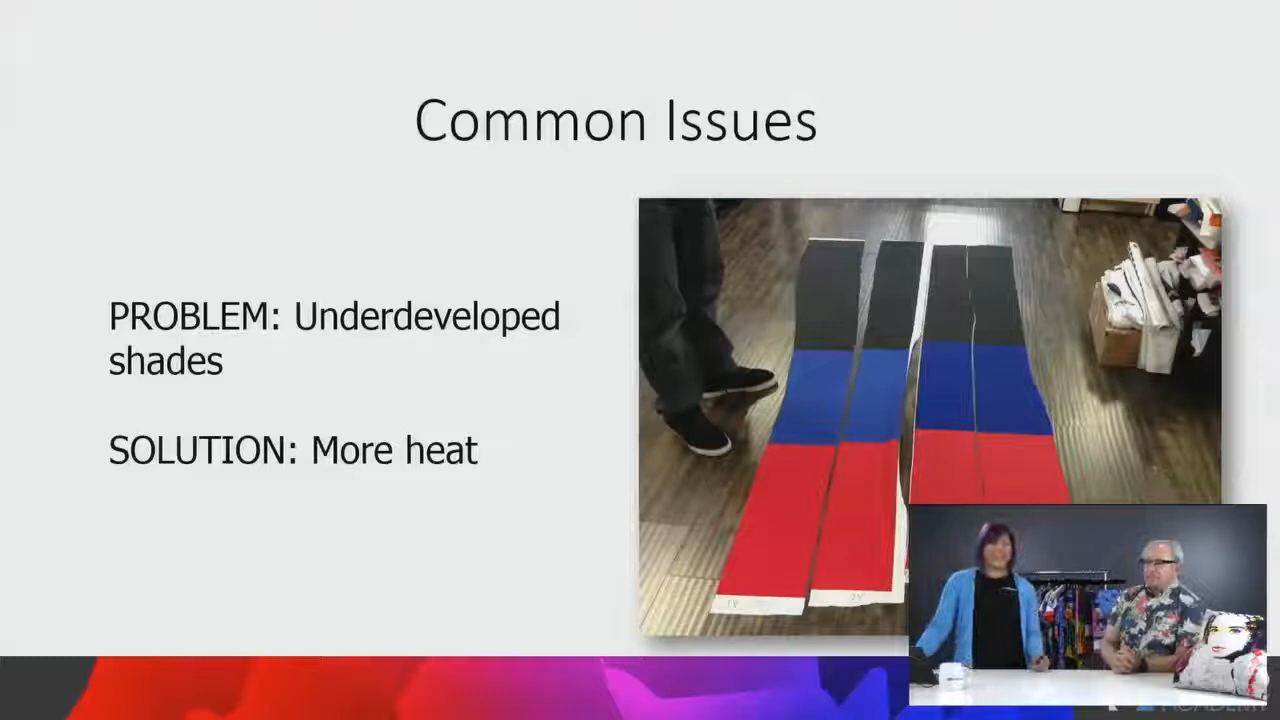 Common Issues
PROBLEM: Underdeveloped
shades
SOLUTION: More heat